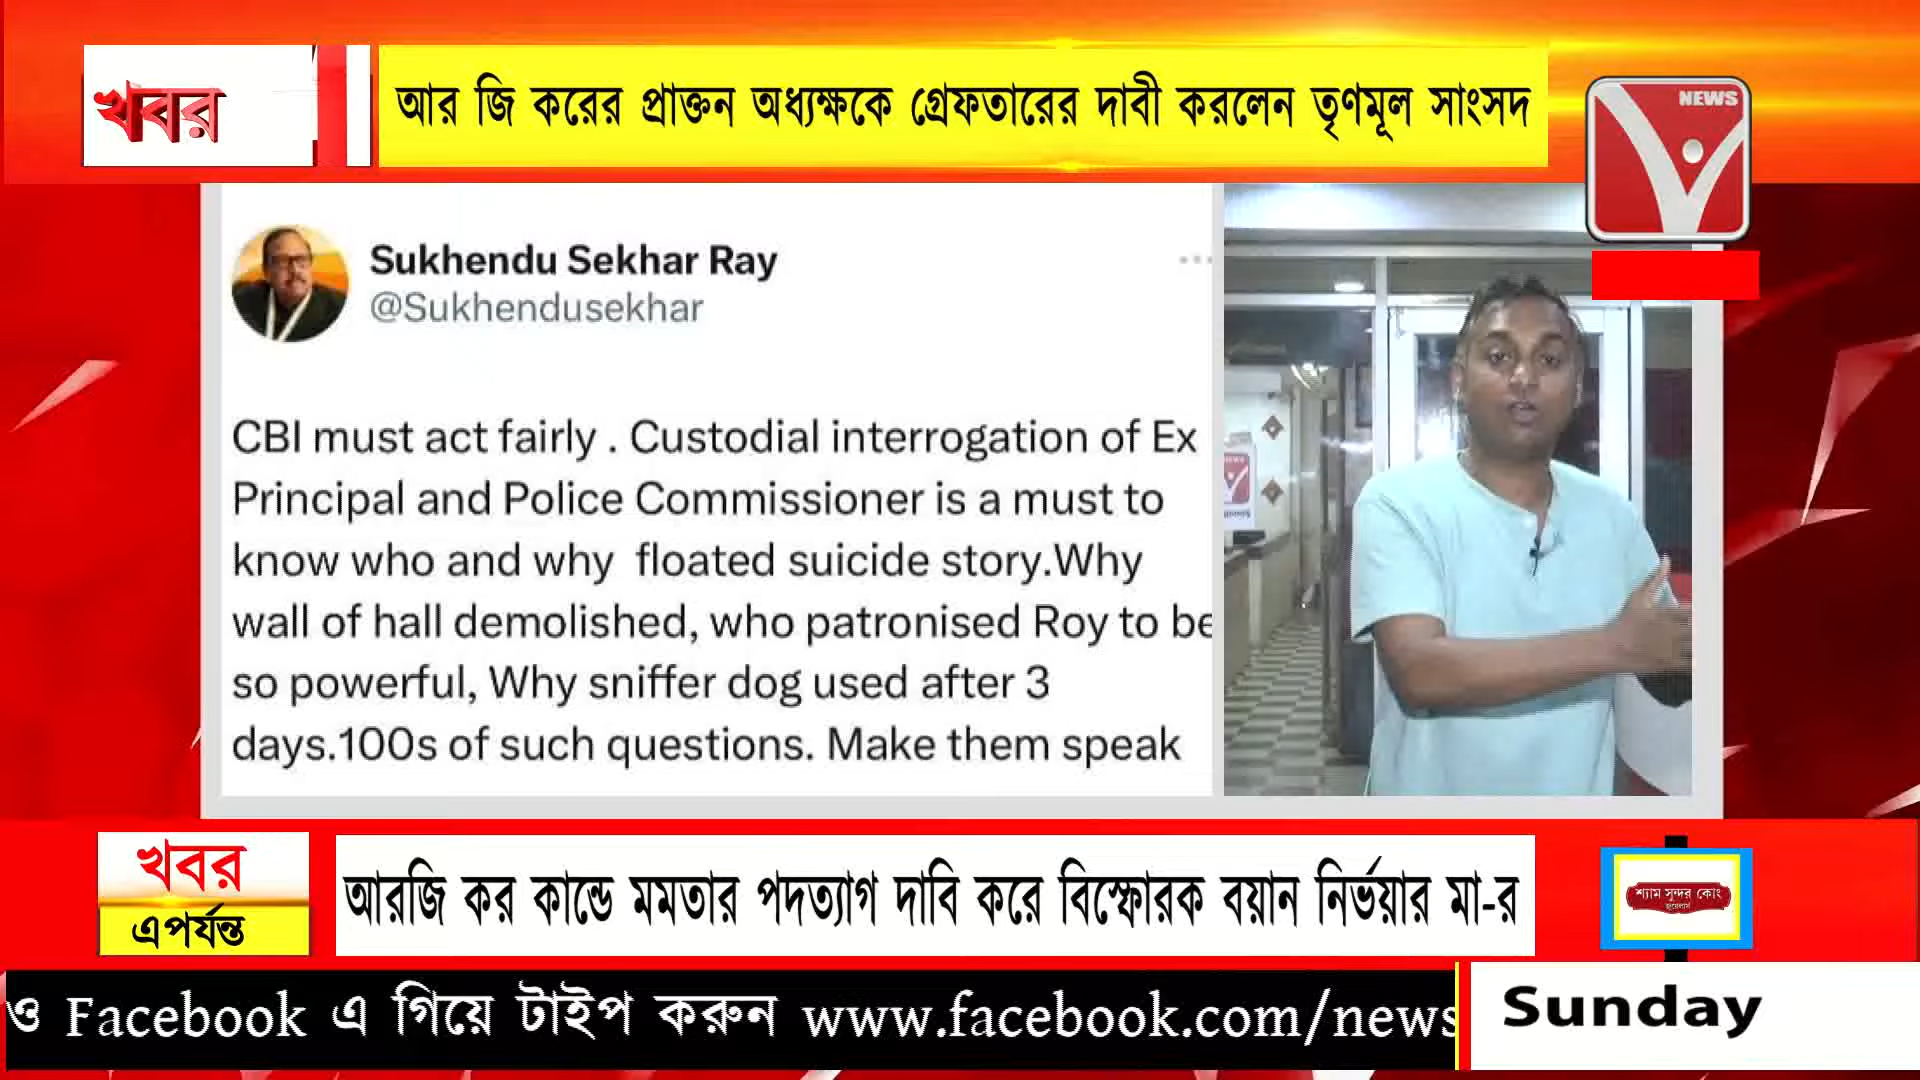 খবর
আর জি করের প্রাক্তন অধ্যক্ষকে গ্রেফতারের দাবী করলেন তৃণমূল সাংসদ
NEWS
Sukhendu Sekhar Ray
@Sukhendusekhar
CBI must act fairly . Custodial interrogation of Ex
Principal and Police Commissioner is a must to
know who and why floated suicide story.Why
wall of hall demolished, who patronised Roy to be
so powerful, Why sniffer dog used after 3
days.100s of such questions. Make them speak
খবর
এপর্যন্ত
আরজি কর কান্ডে মমতার পদত্যাগ দাবি করে বিস্ফোরক বয়ান নির্ভয়ার মা-র
শ্যাম সুন্দর কোং
জুয়েলার্স
ও Facebook এ গিয়ে টাইপ করুন www.facebook.com/news
Sunday